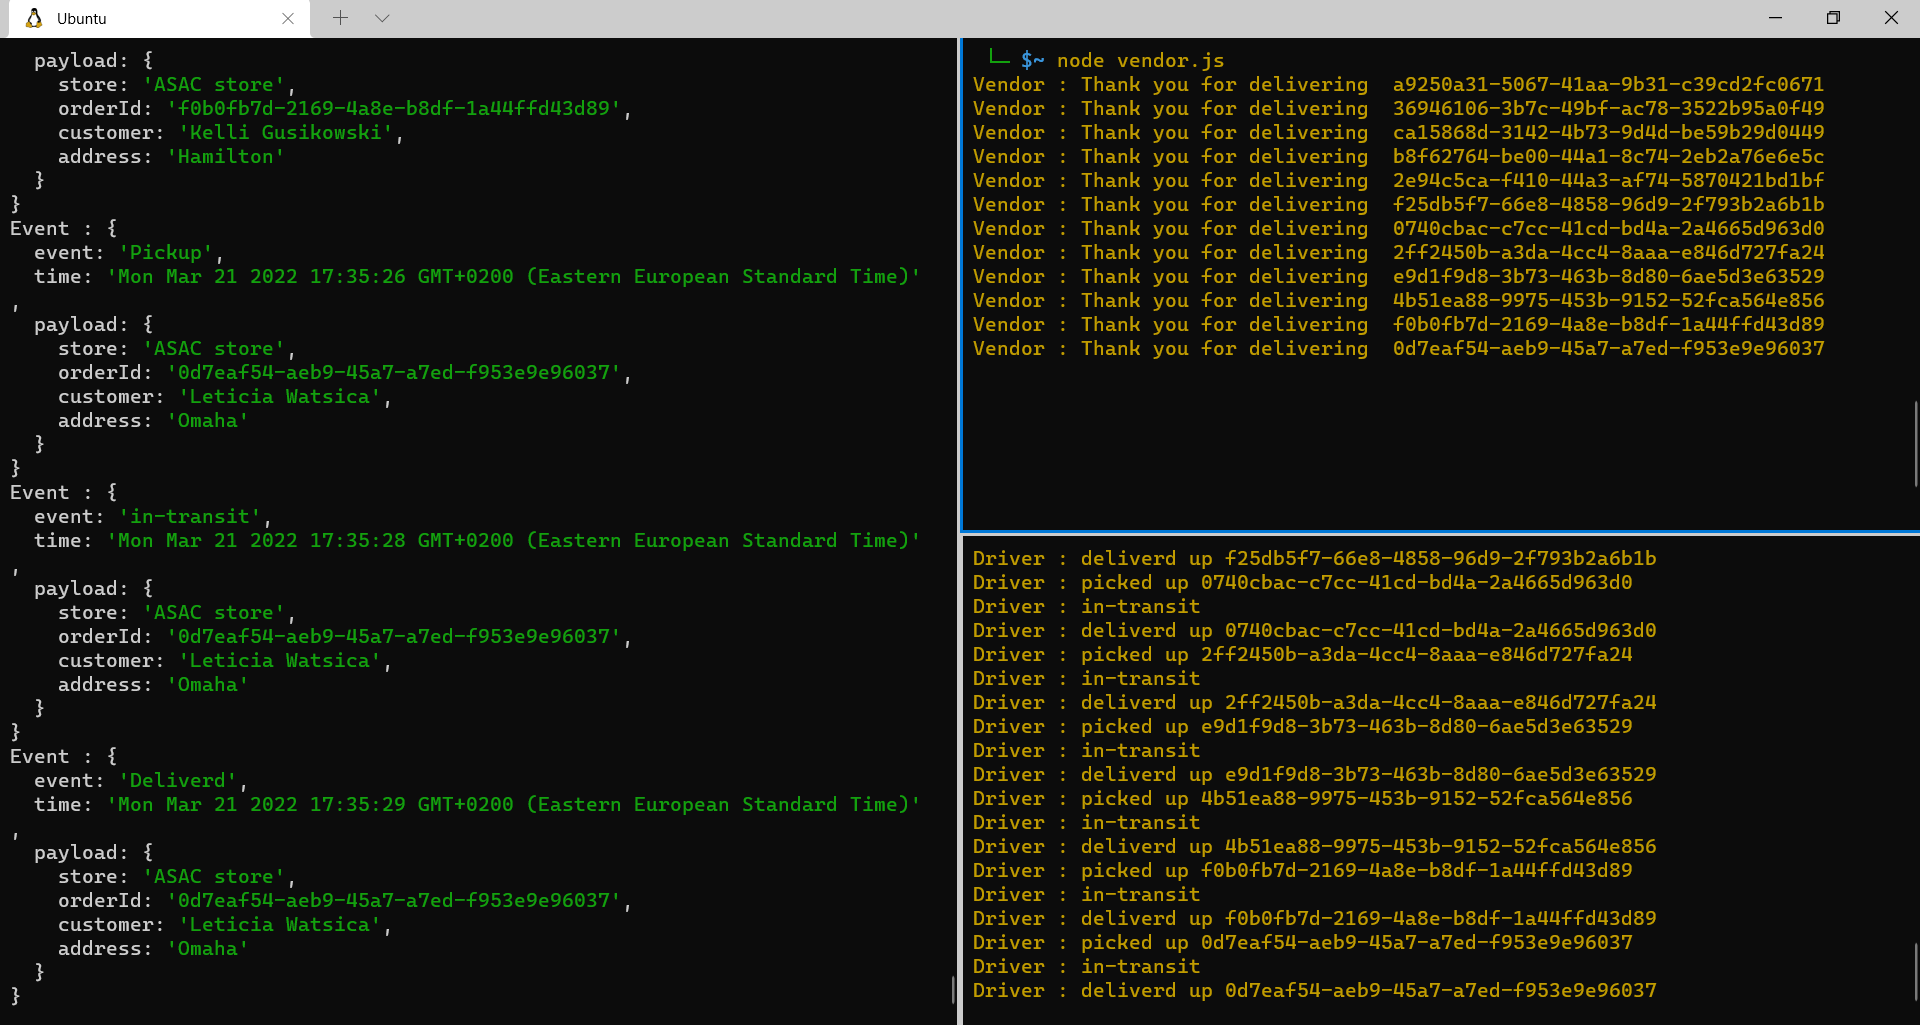 Ubuntu
payload: {
store: 'ASAC store',
orderId: 'f0b0fb7d-2169-4a8e-b8df-1a44ffd43d89',
customer: 'Kelli Gusikowski',
address: 'Hamilton'
}
}
Event : {
event: 'Pickup',
time: 'Mon Mar 21 2022 17:35:26 GMT+0200 (Eastern European Standard Time)'
,
payload: {
store: 'ASAC store',
orderId: '0d7eaf54-aeb9-45a7-a7ed-f953e9e96037',
customer: 'Leticia Watsica',
address: 'Omaha'
}
}
Event : {
event: 'in-transit',
time: 'Mon Mar 21 2022 17:35:28 GMT+0200 (Eastern European Standard Time)'
,
payload: {
store: 'ASAC store',
orderId: '0d7eaf54-aeb9-45a7-a7ed-f953e9e96037',
customer: 'Leticia Watsica',
address: 'Omaha'
}
}
Event : {
event: 'Deliverd',
time: 'Mon Mar 21 2022 17:35:29 GMT+0200 (Eastern European Standard Time)'
,
payload: {
store: 'ASAC store',
orderId: '0d7eaf54-aeb9-45a7-a7ed-f953e9e96037',
customer: 'Leticia Watsica',
address: 'Omaha'
}
}
└─ $~ node vendor.js
Vendor : Thank you for delivering  a9250a31-5067-41aa-9b31-c39cd2fc0671
Vendor : Thank you for delivering  36946106-3b7c-49bf-ac78-3522b95a0f49
Vendor : Thank you for delivering  ca15868d-3142-4b73-9d4d-be59b29d0449
Vendor : Thank you for delivering  b8f62764-be00-44a1-8c74-2eb2a76e6e5c
Vendor : Thank you for delivering  2e94c5ca-f410-44a3-af74-5870421bd1bf
Vendor : Thank you for delivering  f25db5f7-66e8-4858-96d9-2f793b2a6b1b
Vendor : Thank you for delivering  0740cbac-c7cc-41cd-bd4a-2a4665d963d0
Vendor : Thank you for delivering  2ff2450b-a3da-4cc4-8aaa-e846d727fa24
Vendor : Thank you for delivering  e9d1f9d8-3b73-463b-8d80-6ae5d3e63529
Vendor : Thank you for delivering  4b51ea88-9975-453b-9152-52fca564e856
Vendor : Thank you for delivering  f0b0fb7d-2169-4a8e-b8df-1a44ffd43d89
Vendor : Thank you for delivering  0d7eaf54-aeb9-45a7-a7ed-f953e9e96037
Driver : deliverd up f25db5f7-66e8-4858-96d9-2f793b2a6b1b
Driver : picked up 0740cbac-c7cc-41cd-bd4a-2a4665d963d0
Driver : in-transit
Driver : deliverd up 0740cbac-c7cc-41cd-bd4a-2a4665d963d0
Driver : picked up 2ff2450b-a3da-4cc4-8aaa-e846d727fa24
Driver : in-transit
Driver : deliverd up 2ff2450b-a3da-4cc4-8aaa-e846d727fa24
Driver : picked up e9d1f9d8-3b73-463b-8d80-6ae5d3e63529
Driver : in-transit
Driver : deliverd up e9d1f9d8-3b73-463b-8d80-6ae5d3e63529
Driver : picked up 4b51ea88-9975-453b-9152-52fca564e856
Driver : in-transit
Driver : deliverd up 4b51ea88-9975-453b-9152-52fca564e856
Driver : picked up f0b0fb7d-2169-4a8e-b8df-1a44ffd43d89
Driver : in-transit
Driver : deliverd up f0b0fb7d-2169-4a8e-b8df-1a44ffd43d89
Driver : picked up 0d7eaf54-aeb9-45a7-a7ed-f953e9e96037
Driver : in-transit
Driver : deliverd up 0d7eaf54-aeb9-45a7-a7ed-f953e9e96037